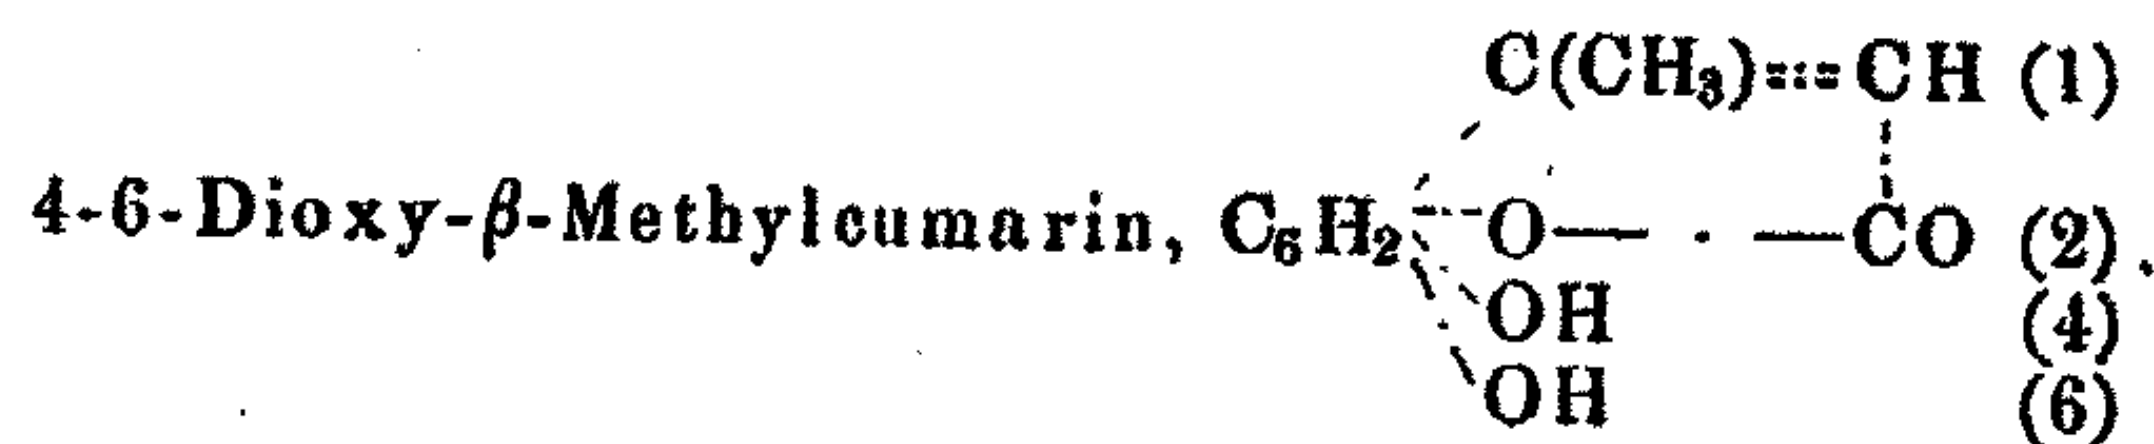 C(CH₃)===CH (1)
4-6-Dioxy-β-Methylcumarin, C₆H₂---O— · —CO (2).
OH (4)
OH (6)